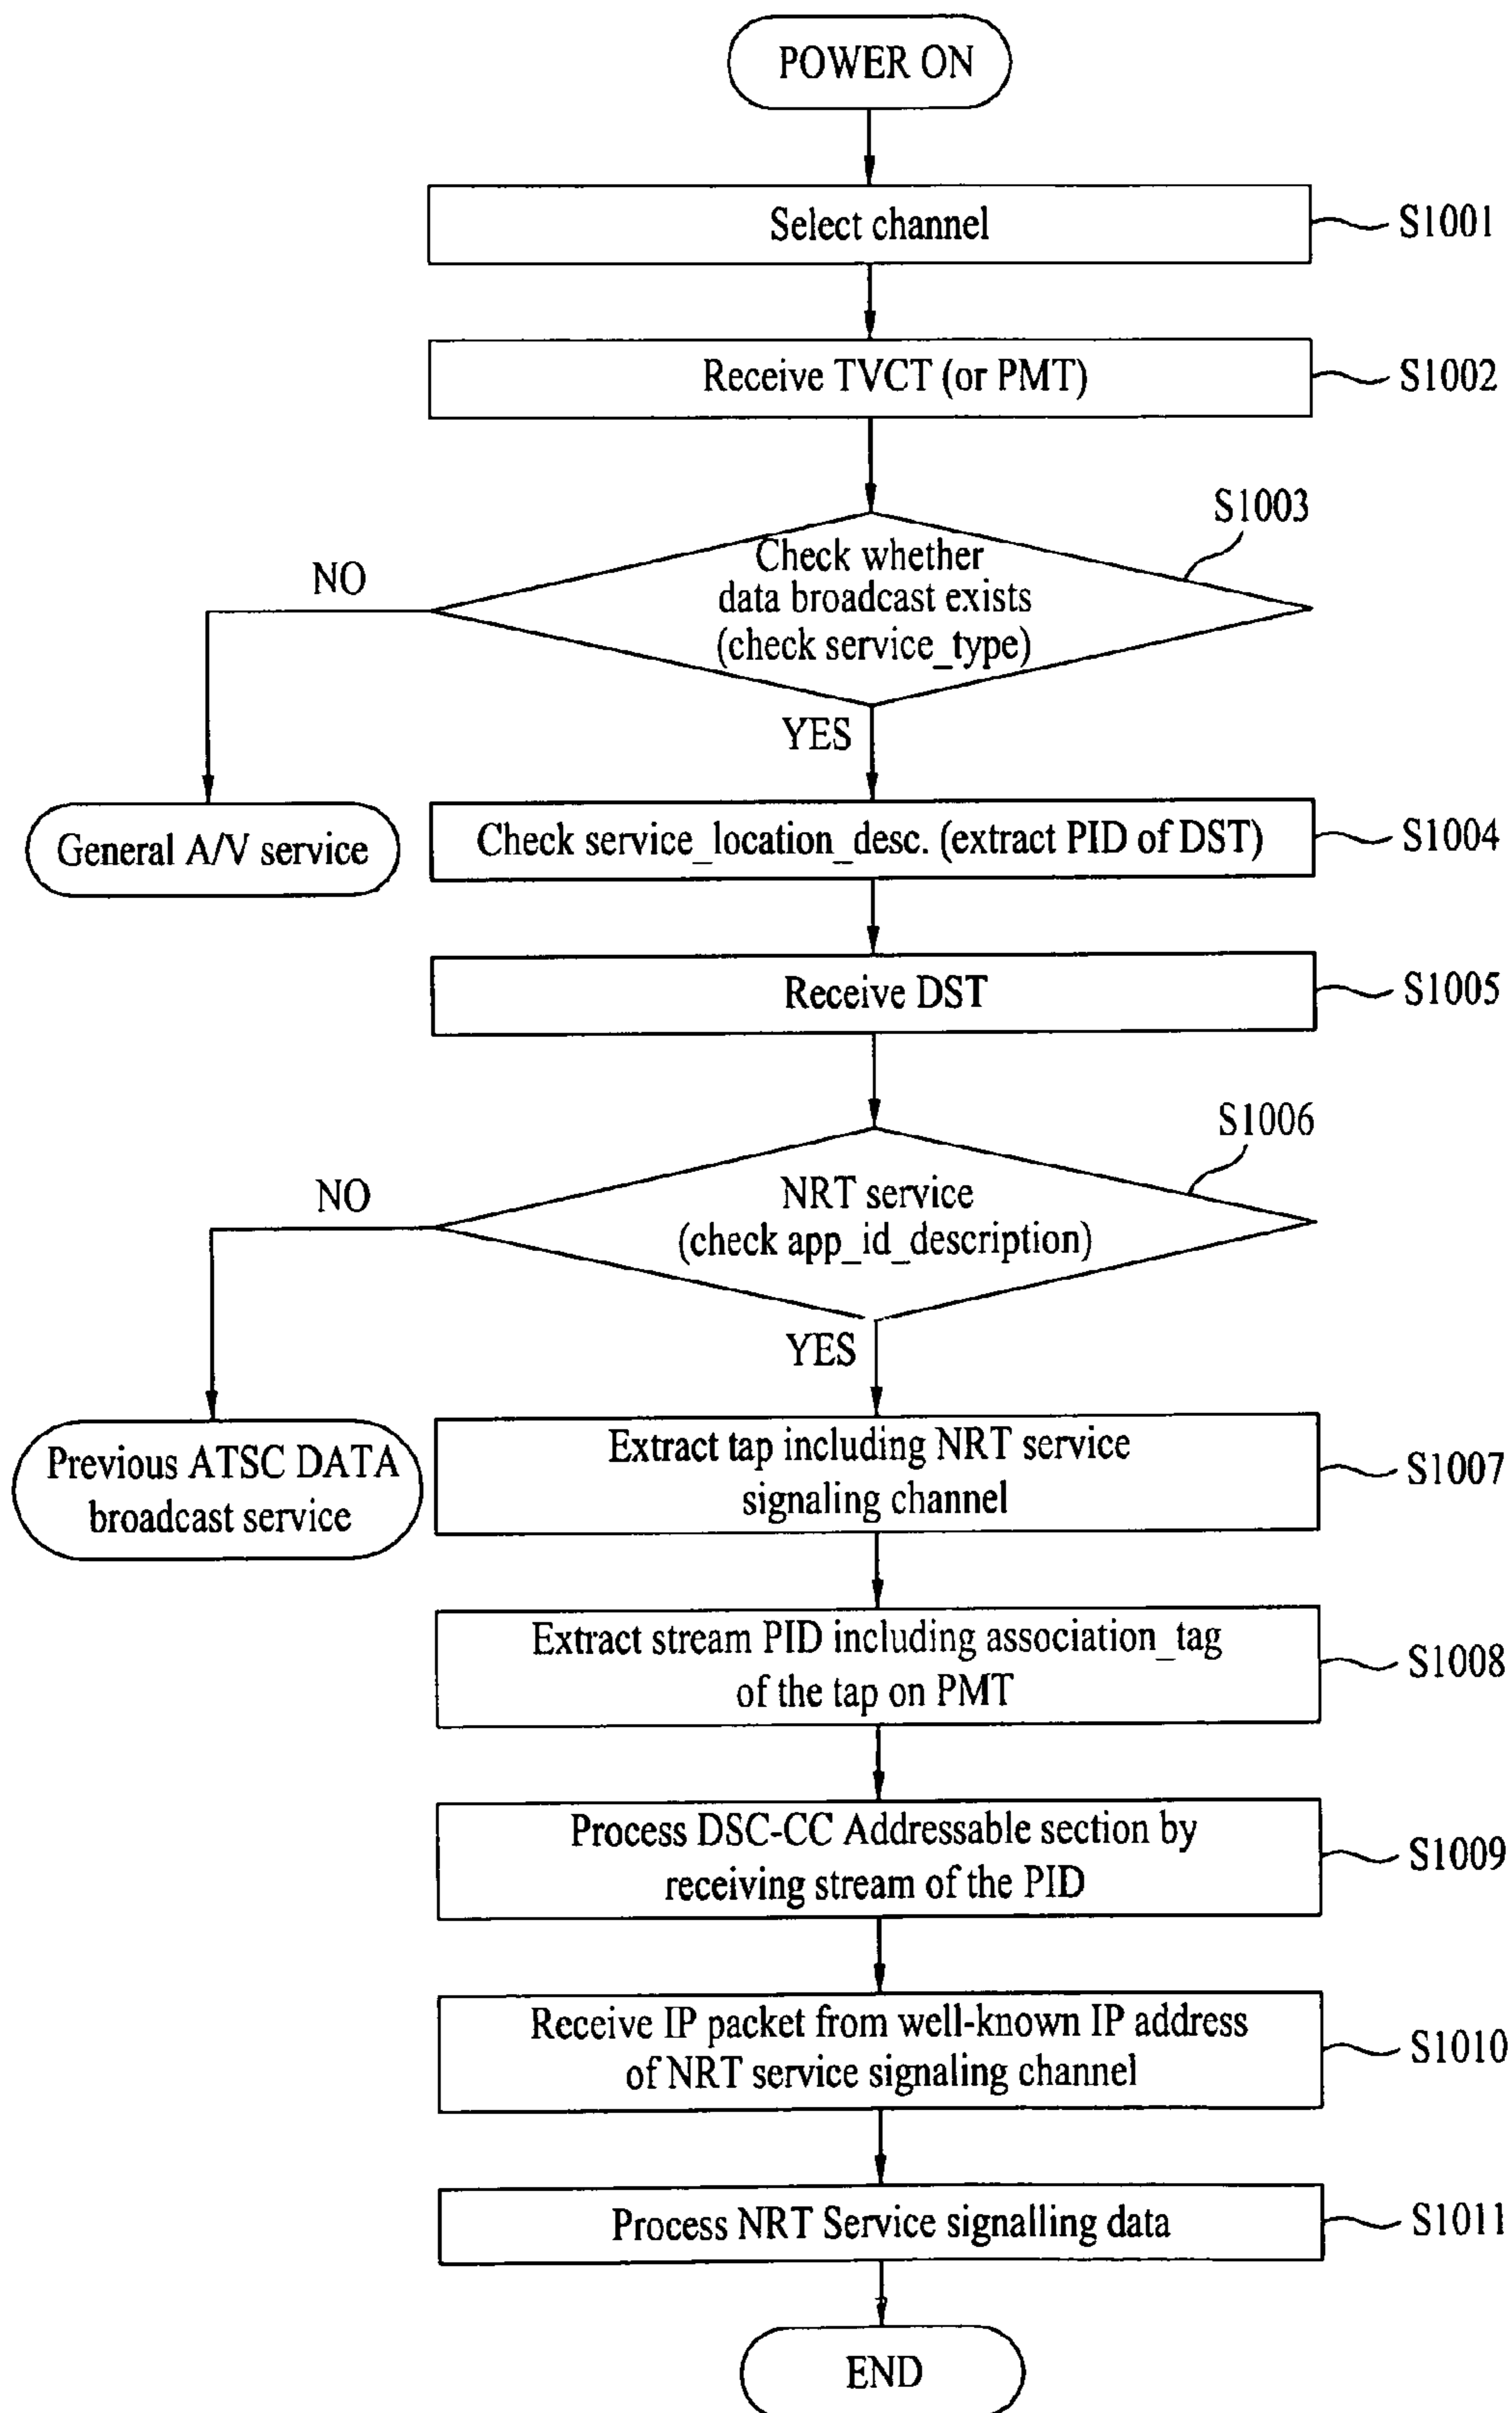 POWER ON
Select channel
S1001
Receive TVCT (or PMT)
S1002
S1003
Check whether
data broadcast exists
(check service_type)
NO
YES
General A/V service
Check service_location_desc. (extract PID of DST)
S1004
Receive DST
S1005
S1006
NRT service
(check app_id_description)
NO
YES
Previous ATSC DATA
broadcast service
Extract tap including NRT service
signaling channel
S1007
Extract stream PID including association_tag
of the tap on PMT
S1008
Process DSC-CC Addressable section by
receiving stream of the PID
S1009
Receive IP packet from well-known IP address
of NRT service signaling channel
S1010
Process NRT Service signalling data
S1011
END